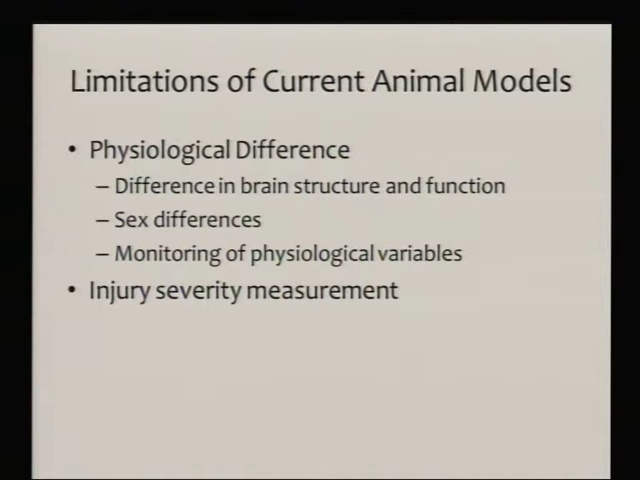 Limitations of Current Animal Models
• Physiological Difference
– Difference in brain structure and function
– Sex differences
– Monitoring of physiological variables
• Injury severity measurement